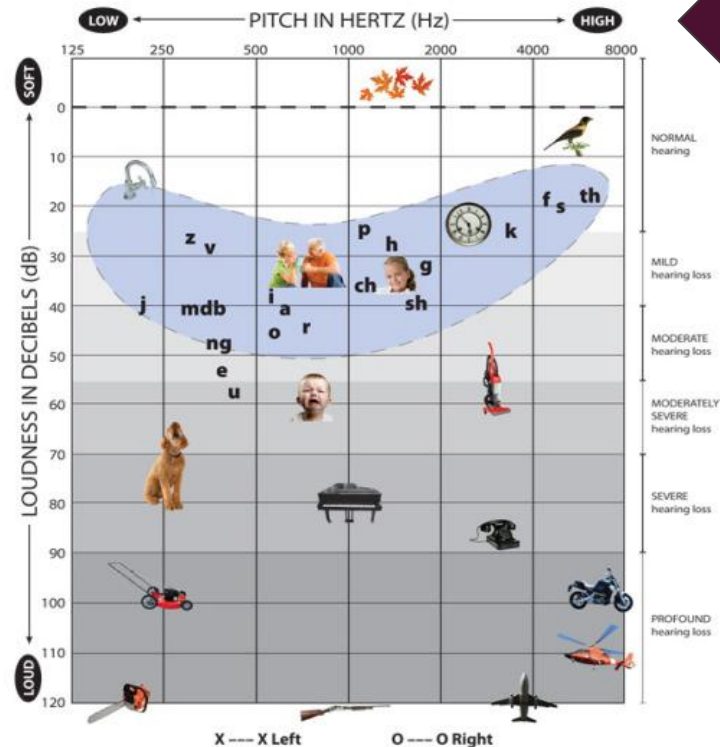 LOW PITCH IN HERTZ (Hz) HIGH
125 250 500 1000 2000 4000 8000
SOFT
LOUDNESS IN DECIBELS (dB)
LOUD
0
10
20
30
40
50
60
70
80
90
100
110
120
z
v
j
mdb
ng
e
u
i
a
o
r
p
h
ch
g
sh
k
f
s
th
NORMAL
hearing
MILD
hearing loss
MODERATE
hearing loss
MODERATELY
SEVERE
hearing loss
SEVERE
hearing loss
PROFOUND
hearing loss
X --- X Left O --- O Right